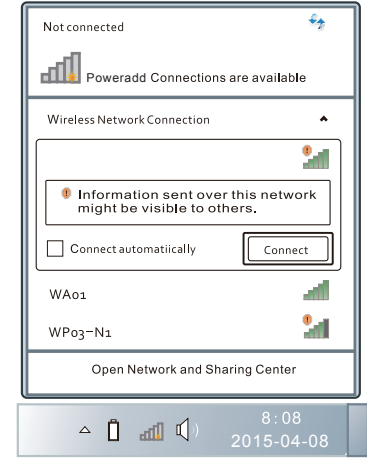 Not connected
Poweradd Connections are available
Wireless Network Connection
Information sent over this network
might be visible to others.
Connect automatiically
Connect
WA01
WP03-N1
Open Network and Sharing Center
8:08
2015-04-08